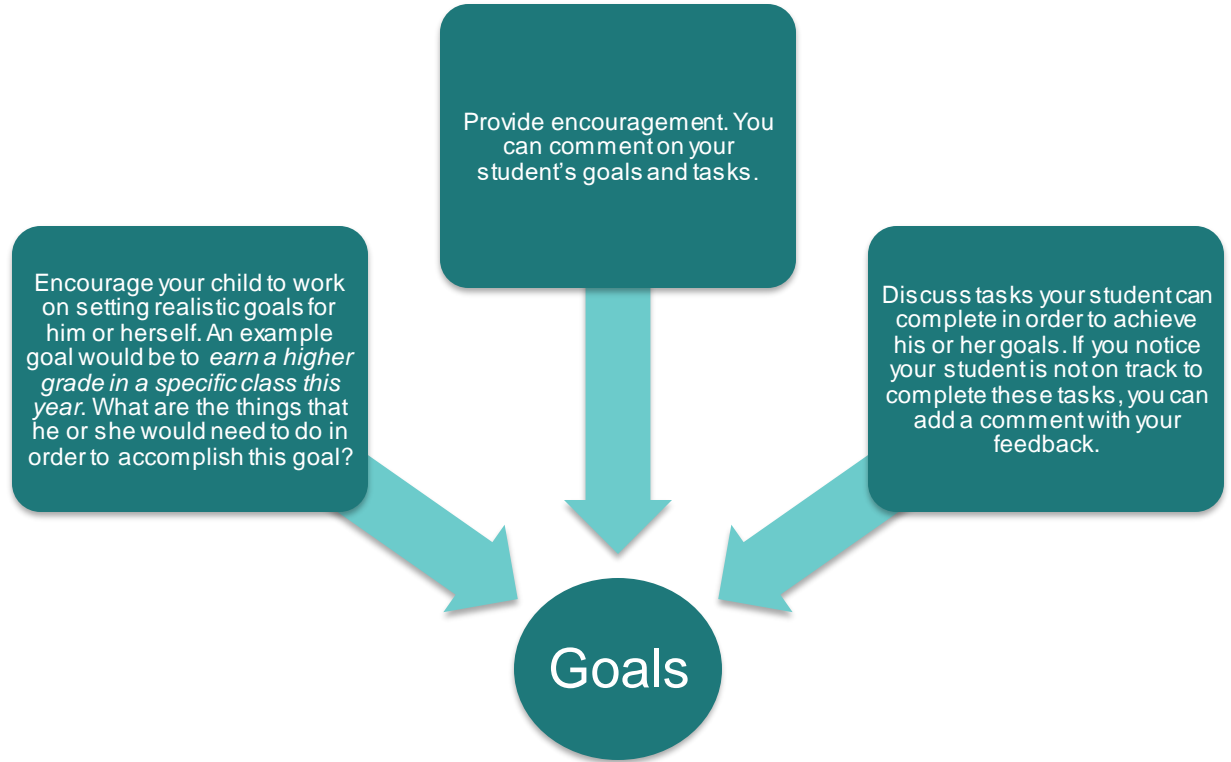 Provide encouragement. You
can comment on your
student's goals and tasks.
Encourage your child to work
on setting realistic goals for
him or herself. An example
goal would be to earn a higher
grade in a specific class this
year. What are the things that
he or she would need to do in
order to accomplish this goal?
Discuss tasks your student can
complete in order to achieve
his or her goals. If you notice
your student is not on track to
complete these tasks, you can
add a comment with your
feedback.
Goals